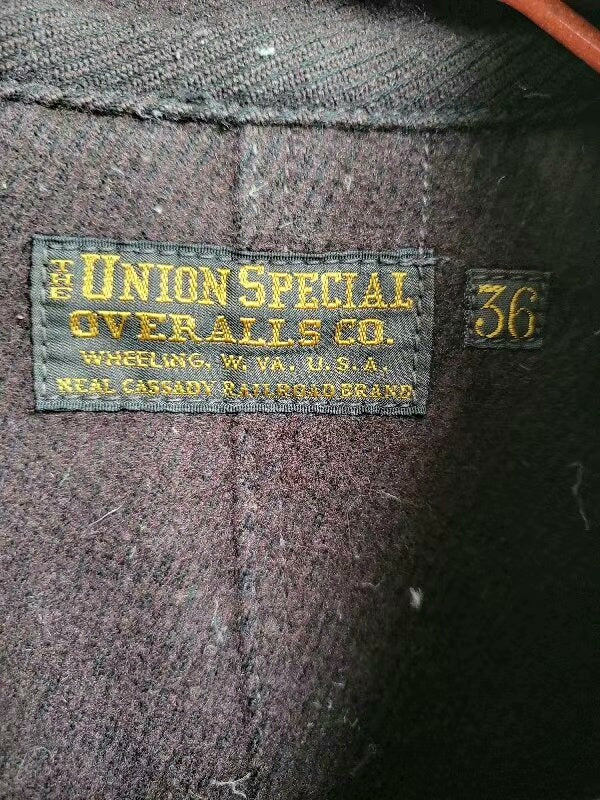 THE UNION SPECIAL
OVERALLS CO.
WHEELING, W. VA. U.S.A.
NEAL CASSADY RAILROAD BRAND
36